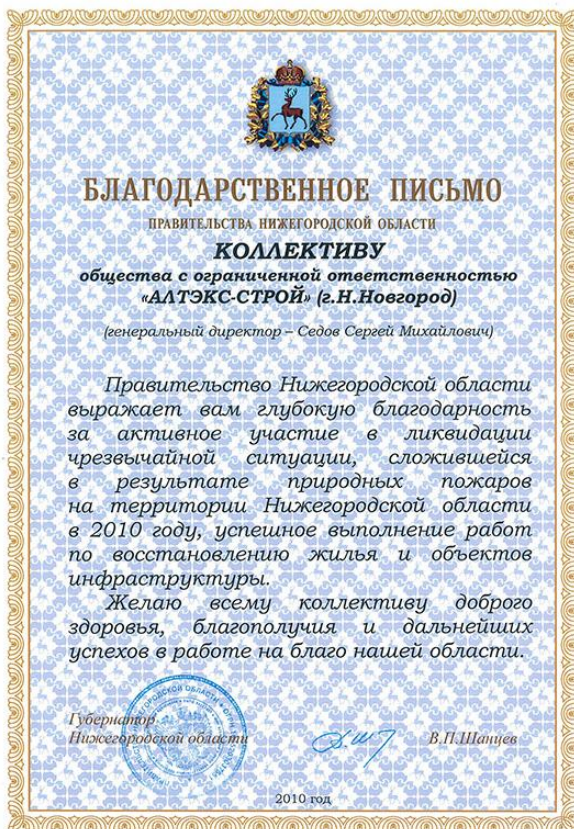 БЛАГОДАРСТВЕННОЕ ПИСЬМО
ПРАВИТЕЛЬСТВА НИЖЕГОРОДСКОЙ ОБЛАСТИ
КОЛЛЕКТИВУ
общества с ограниченной ответственностью
«АЛТЭКС-СТРОЙ» (г.Н.Новгород)
(генеральный директор – Седов Сергей Михайлович)
Правительство Нижегородской области
выражает вам глубокую благодарность
за активное участие в ликвидации
чрезвычайной ситуации, сложившейся
в результате природных пожаров
на территории Нижегородской области
в 2010 году, успешное выполнение работ
по восстановлению жилья и объектов
инфраструктуры.
Желаю всему коллективу доброго
здоровья, благополучия и дальнейших
успехов в работе на благо нашей области.
Губернатор
Нижегородской области
В.П.Шанцев
2010 год